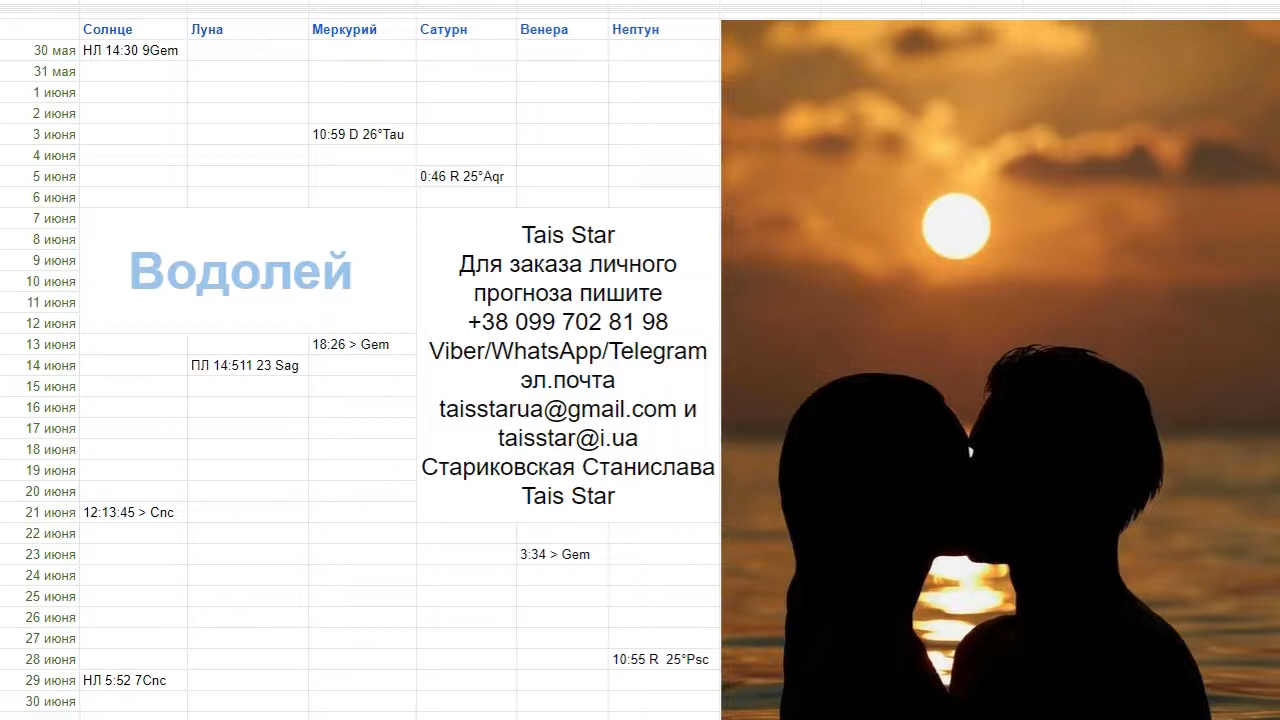 Солнце Луна Меркурий Сатурн Венера Нептун
30 мая НЛ 14:30 9Gem
31 мая
1 июня
2 июня
3 июня 10:59 D 26°Tau
4 июня
5 июня 0:46 R 25°Aqr
6 июня
7 июня
8 июня
9 июня
10 июня
11 июня
12 июня
Водолей
13 июня 18:26 > Gem
14 июня ПЛ 14:511 23 Sag
15 июня
16 июня
17 июня
18 июня
19 июня
20 июня
21 июня 12:13:45 > Cnc
Tais Star
Для заказа личного
прогноза пишите
+38 099 702 81 98
Viber/WhatsApp/Telegram
эл.почта
taisstarua@gmail.com и
taisstar@i.ua
Стариковская Станислава
Tais Star
22 июня
23 июня 3:34 > Gem
24 июня
25 июня
26 июня
27 июня
28 июня 10:55 R 25°Psc
29 июня НЛ 5:52 7Cnc
30 июня